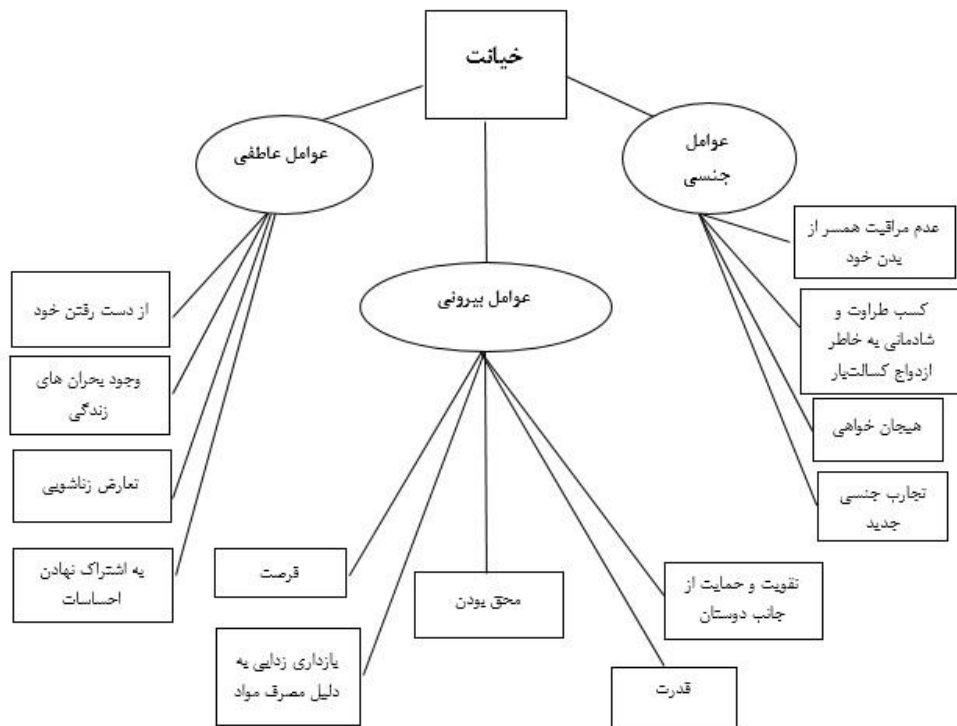 خیانت
عوامل
جنسی
عوامل عاطفی
عوامل بیرونی
عدم مراقبت همسر از
بدن خود
کسب طراوت و
شادمانی به خاطر
ازدواج کسالت‌بار
هیجان خواهی
تجارب جنسی
جدید
از دست رفتن خود
وجود بحران های
زندگی
تعارض زناشویی
به اشتراک نهادن
احساسات
تقویت و حمایت از
جانب دوستان
قدرت
محق بودن
فرصت
بازداری زدایی به
دلیل مصرف مواد